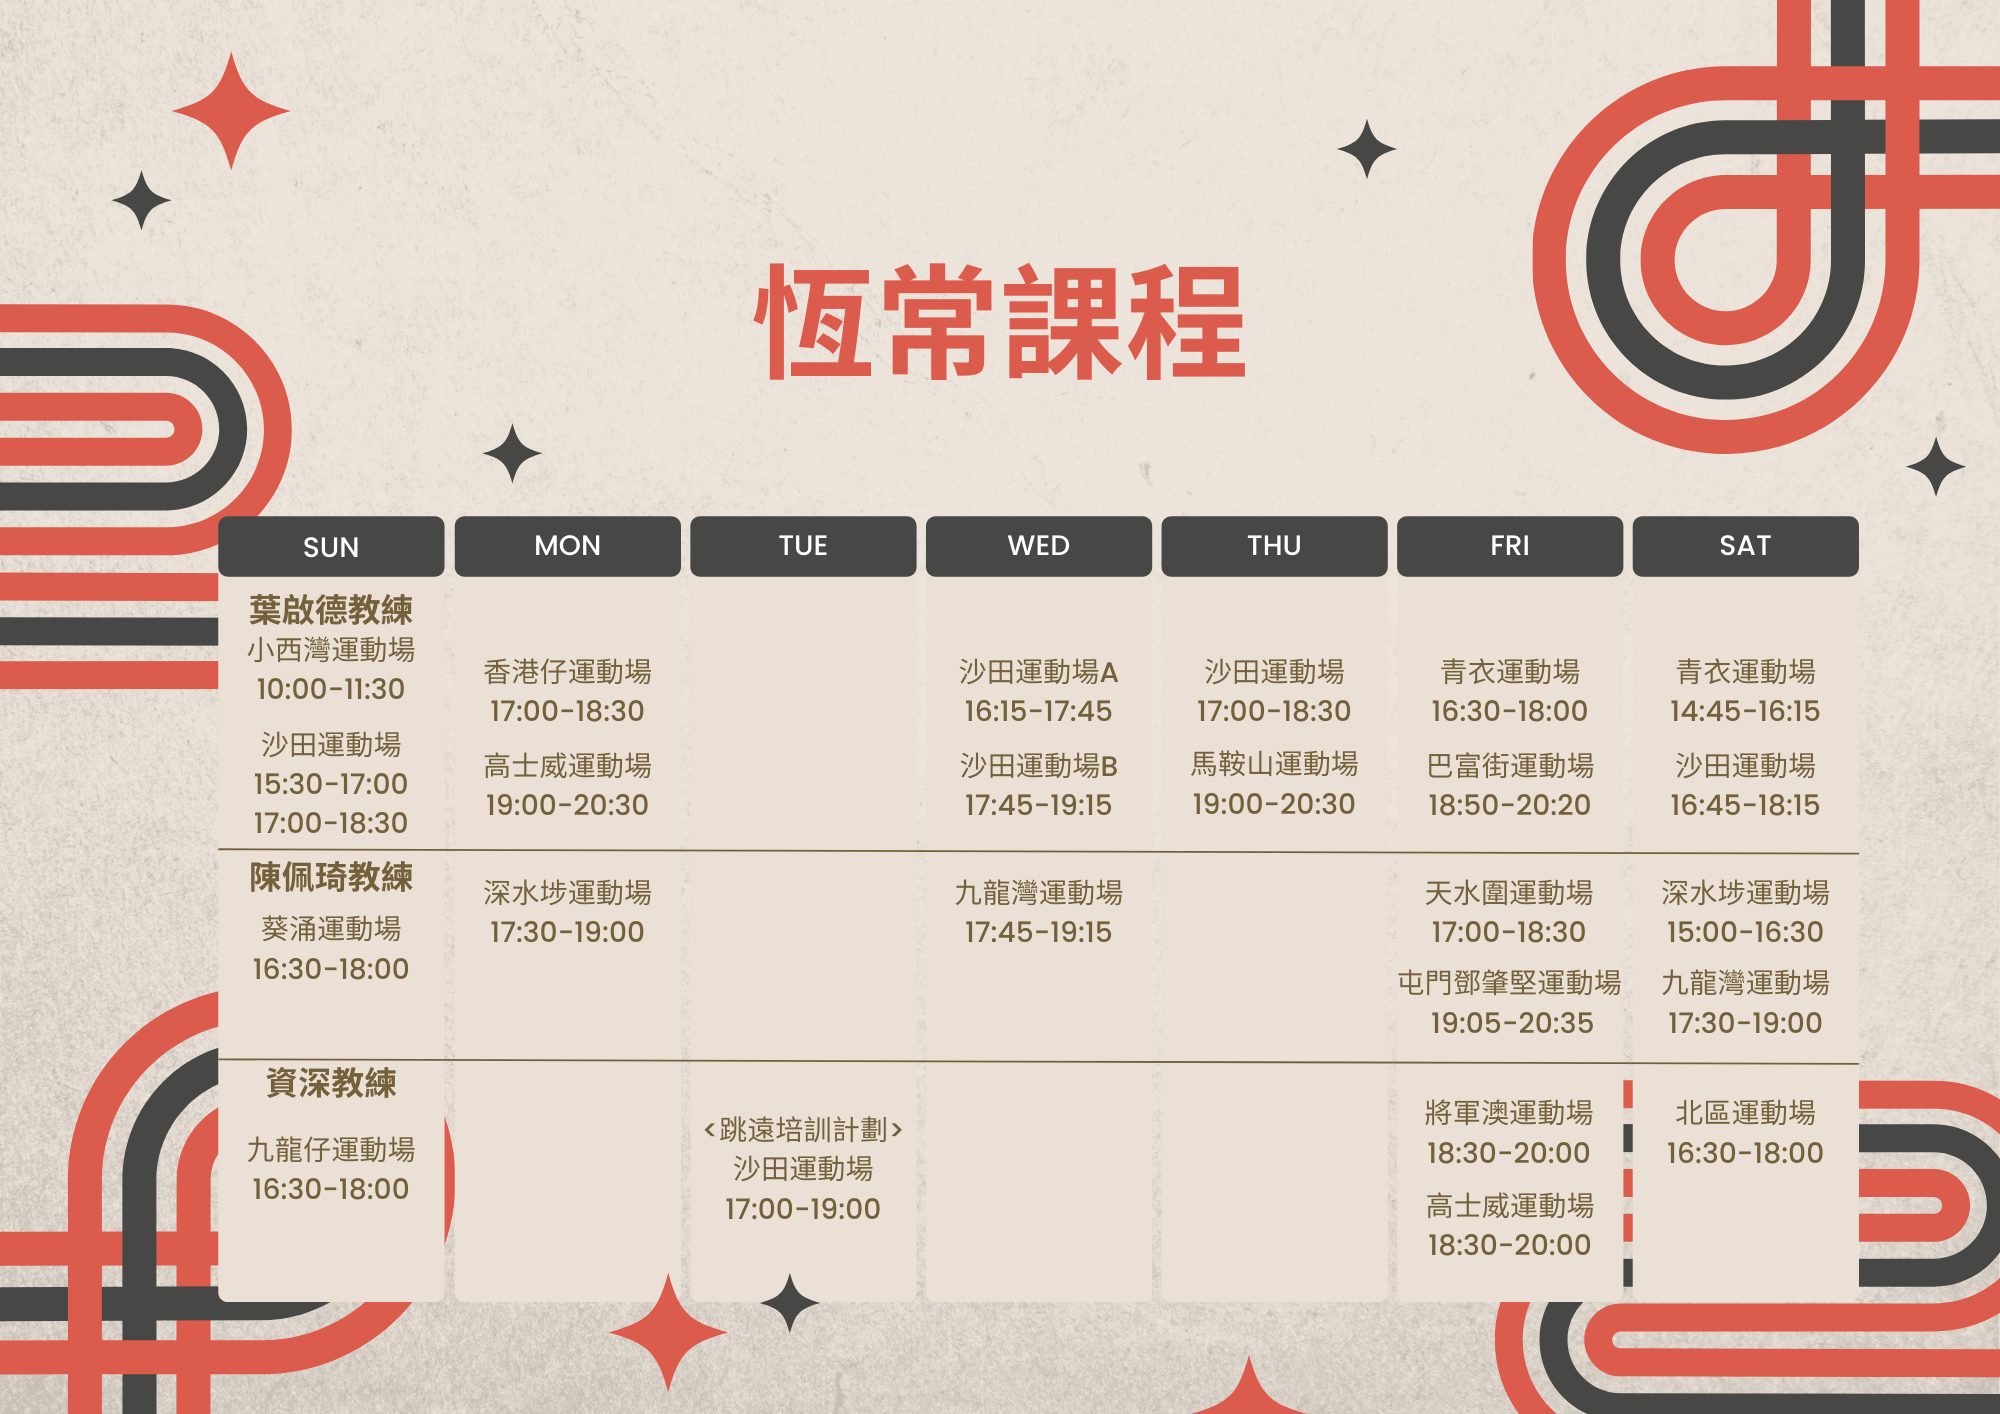 恆常課程
SUN
MON
TUE
WED
THU
FRI
SAT
葉啟德教練
小西灣運動場
10:00-11:30
沙田運動場
15:30-17:00
17:00-18:30
香港仔運動場
17:00-18:30
高士威運動場
19:00-20:30
沙田運動場A
16:15-17:45
沙田運動場B
17:45-19:15
沙田運動場
17:00-18:30
馬鞍山運動場
19:00-20:30
青衣運動場
16:30-18:00
巴富街運動場
18:50-20:20
青衣運動場
14:45-16:15
沙田運動場
16:45-18:15
陳佩琦教練
葵涌運動場
16:30-18:00
深水埗運動場
17:30-19:00
九龍灣運動場
17:45-19:15
天水圍運動場
17:00-18:30
屯門鄧肇堅運動場
19:05-20:35
深水埗運動場
15:00-16:30
九龍灣運動場
17:30-19:00
資深教練
九龍仔運動場
16:30-18:00
<跳遠培訓計劃>
沙田運動場
17:00-19:00
將軍澳運動場
18:30-20:00
高士威運動場
18:30-20:00
北區運動場
16:30-18:00